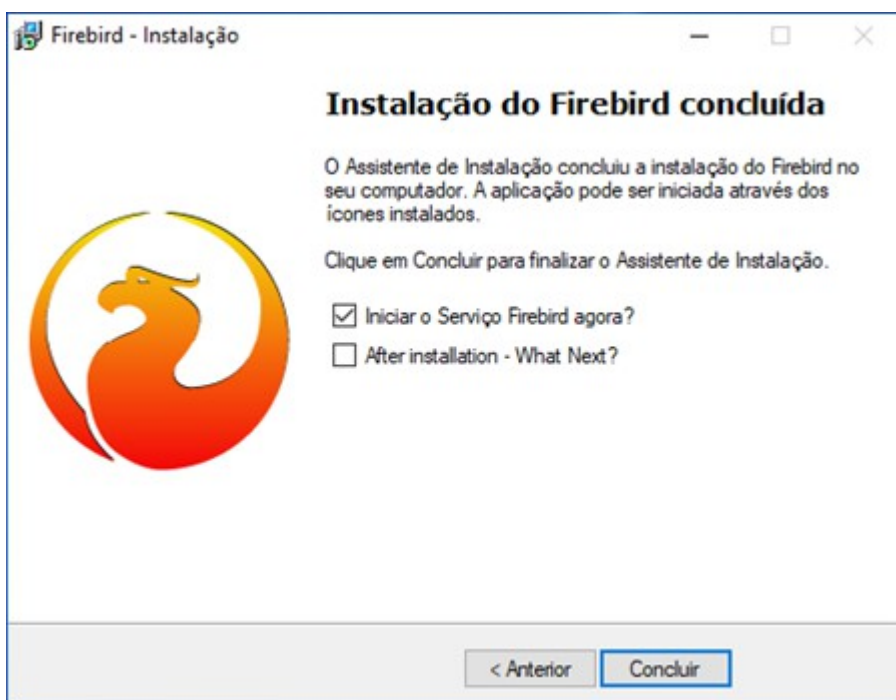 Firebird - Instalação
Instalação do Firebird concluída
O Assistente de Instalação concluiu a instalação do Firebird no
seu computador. A aplicação pode ser iniciada através dos
ícones instalados.
Clique em Concluir para finalizar o Assistente de Instalação.
Iniciar o Serviço Firebird agora?
After installation - What Next?
< Anterior
Concluir